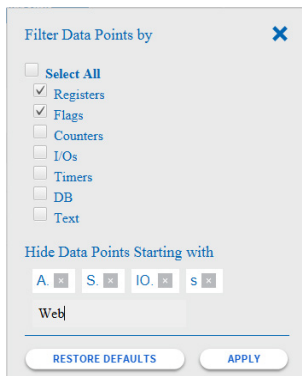 Filter Data Points by
Select All
Registers
Flags
Counters
I/Os
Timers
DB
Text
Hide Data Points Starting with
A. S. IO. s
Web
RESTORE DEFAULTS APPLY